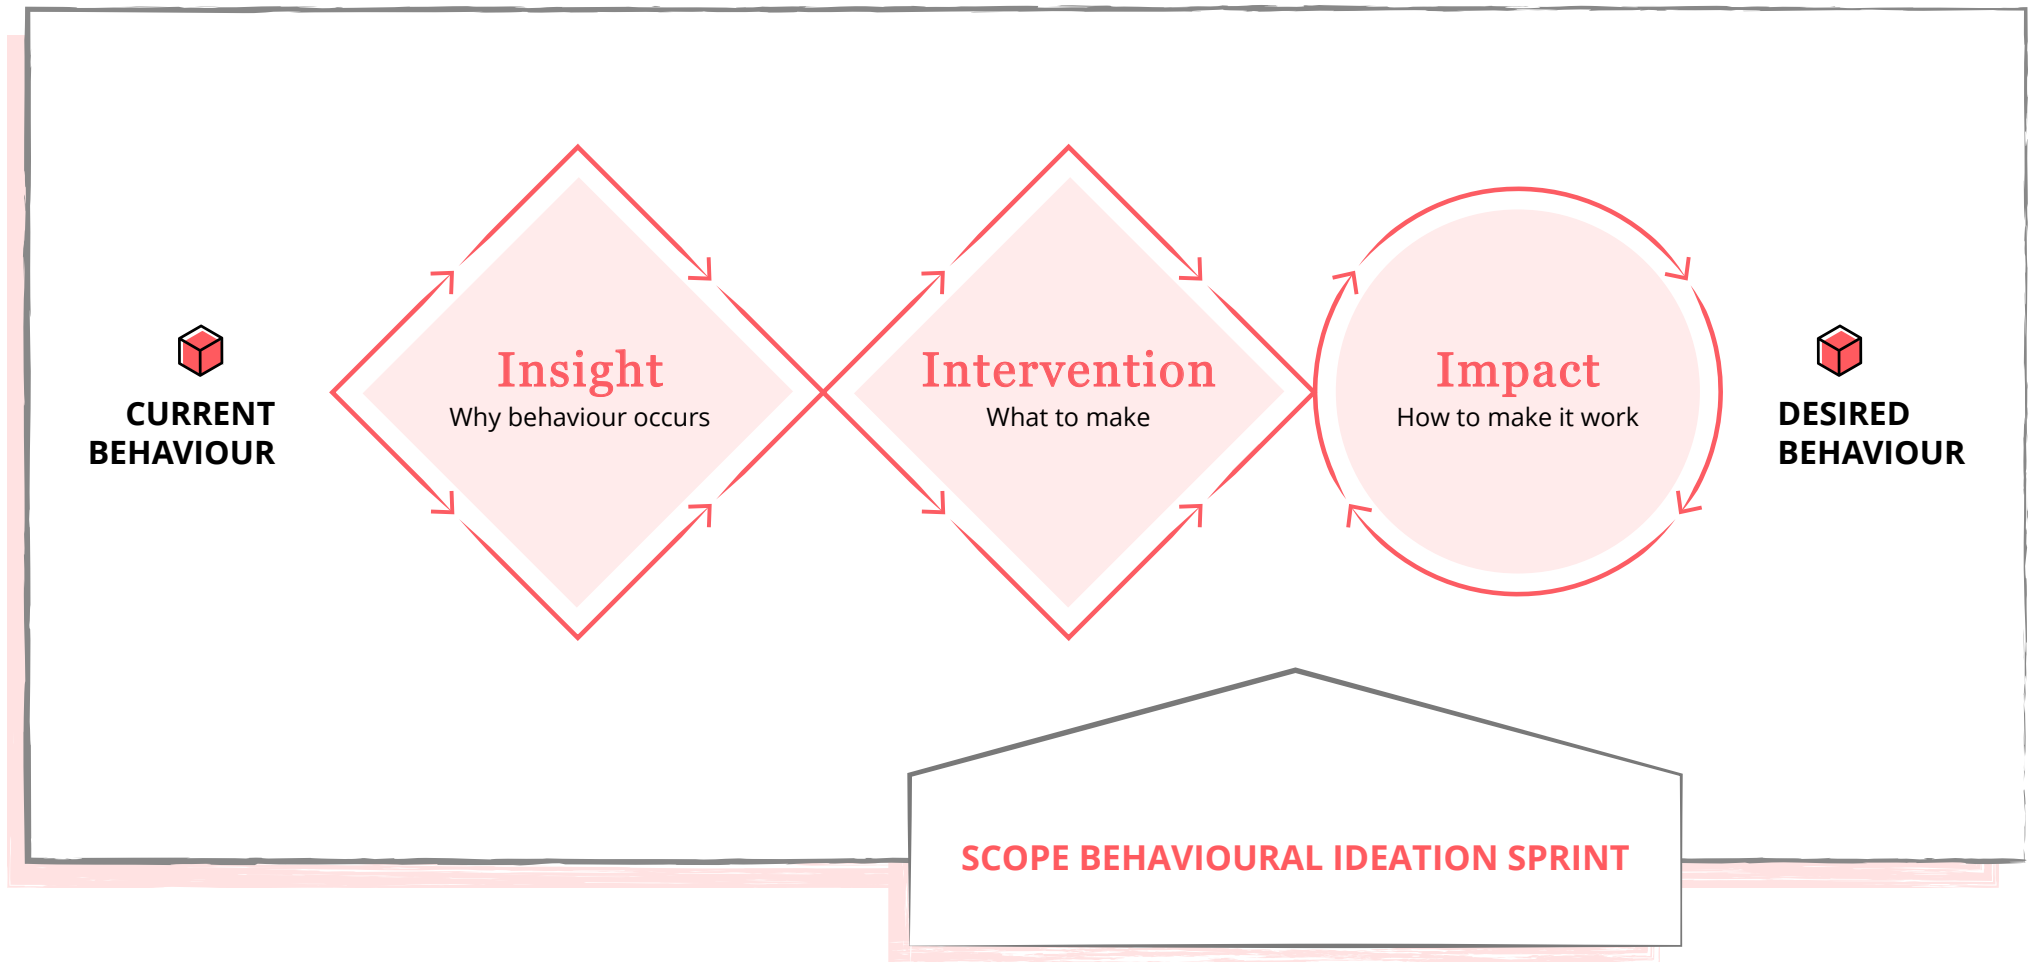 CURRENT
BEHAVIOUR
Insight
Why behaviour occurs
Intervention
What to make
Impact
How to make it work
DESIRED
BEHAVIOUR
SCOPE BEHAVIOURAL IDEATION SPRINT